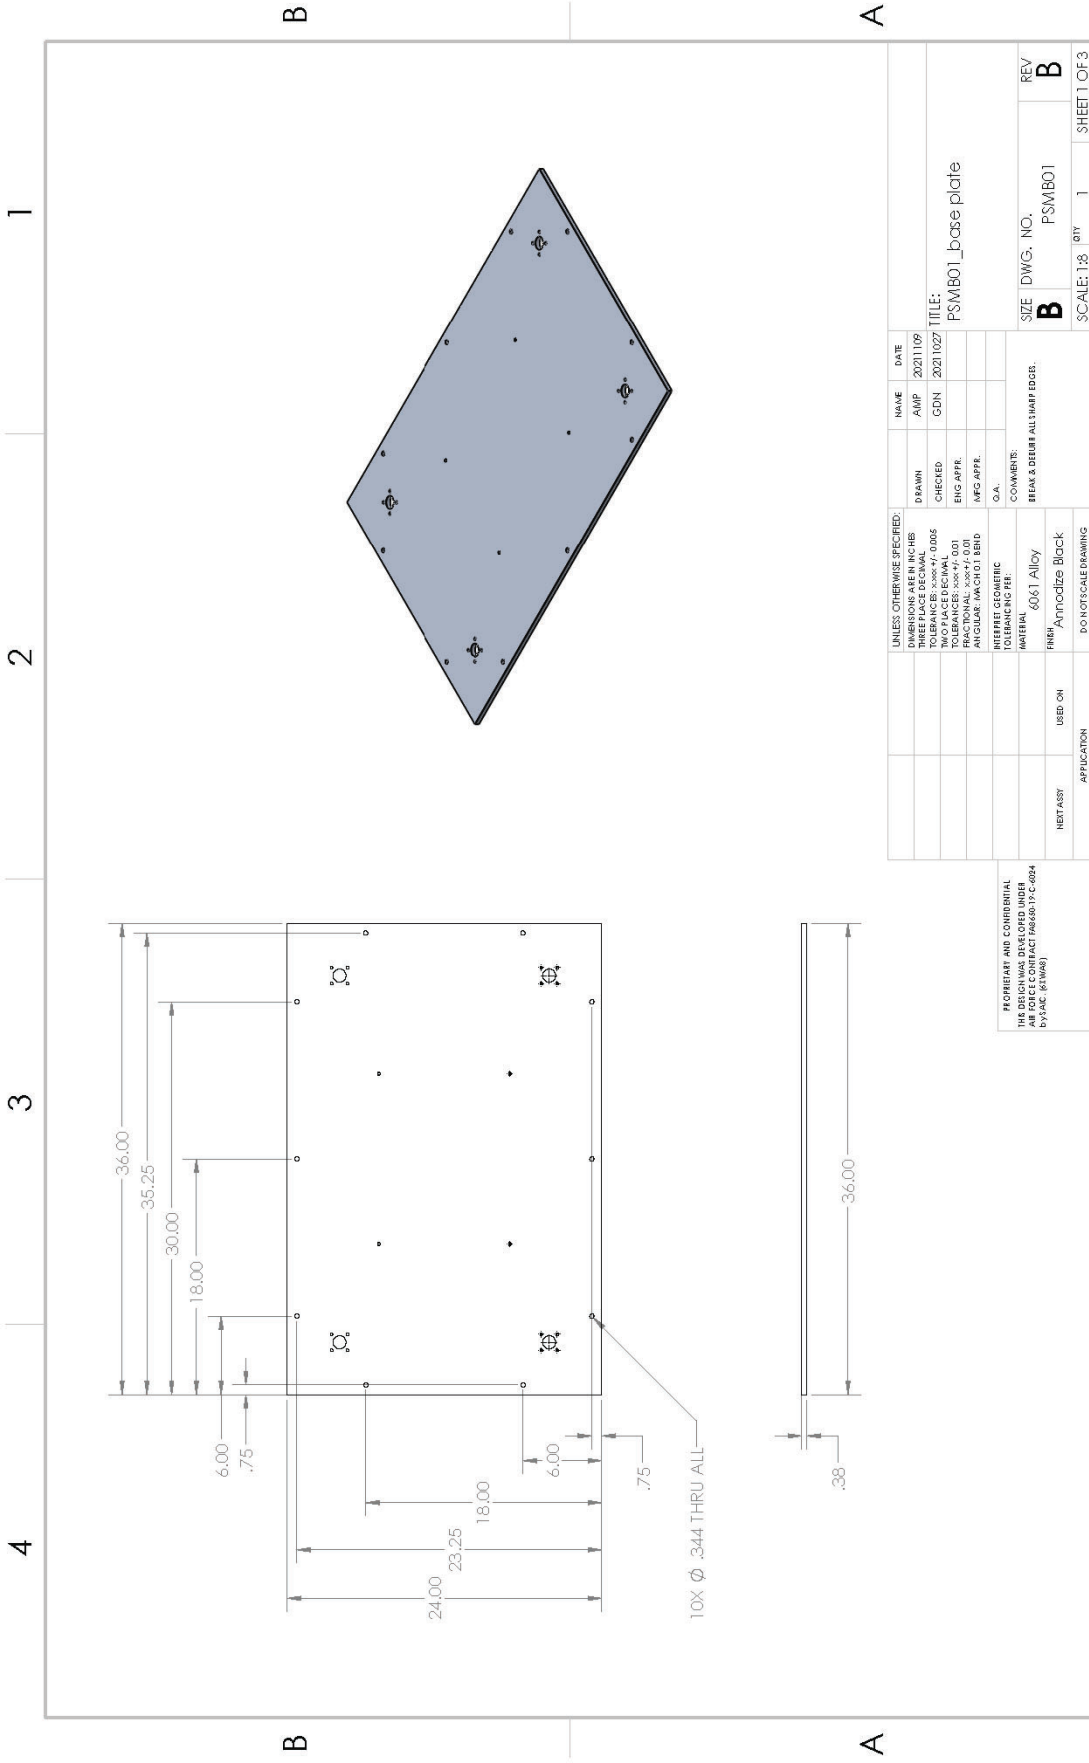 4
3
2
1
B
B
A
A
36.00
35.25
30.00
18.00
6.00
.75
24.00
23.25
18.00
6.00
.75
10X Ø .344 THRU ALL
36.00
.38
PROPRIETARY AND CONFIDENTIAL
THIS DESIGN WAS DEVELOPED UNDER
AIR FORCE CONTRACT FA8650-19-C-6024
by SAIC.
NEXT ASSY
USED ON
APPLICATION
UNLESS OTHERWISE SPECIFIED:
DIMENSIONS ARE IN INCHES
THREE PLACE DECIMAL
TOLERANCES: x.xxx +/- 0.005
TWO PLACE DECIMAL
TOLERANCES: x.xx +/- 0.01
FRACTIONAL: x.xx +/- 0.01
ANGULAR: MACH 0.1 BEND
INTERPRET GEOMETRIC
TOLERANCING PER:
MATERIAL
6061 Alloy
FINISH
Annodize Black
DO NOT SCALE DRAWING
NAME DATE
DRAWN AMP 20211109
CHECKED GDN 20211027
ENG APPR.
MFG APPR.
Q.A.
COMMENTS:
BREAK & DEBURR ALL SHARP EDGES.
TITLE:
PSMB01_base plate
SIZE DWG. NO. REV
B PSMB01 B
SCALE: 1:8 QTY 1 SHEET 1 OF 3